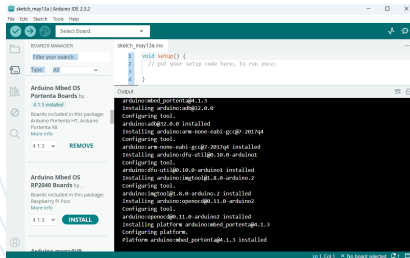 sketch_may13a | Arduino IDE 2.3.2
File Edit Sketch Tools Help
Select Board
BOARDS MANAGER
Filter your search...
Type: All
Arduino Mbed OS
Portenta Boards by...
4.1.3 installed
Boards included in this package:
Arduino Portenta H7, Arduino
Portenta X8
More info
4.1.3 REMOVE
Arduino Mbed OS
RP2040 Boards by...
Boards included in this package:
Raspberry Pi Pico
More info
4.1.3 INSTALL
sketch_may13a.ino
1 void setup() {
2 // put your setup code here, to run once:
3
4 }
Output
arduino:mbed_portenta@4.1.3
Installing arduino:adb@32.0.0
Configuring tool.
arduino:adb@32.0.0 installed
Installing arduino:arm-none-eabi-gcc@7-2017q4
Configuring tool.
arduino:arm-none-eabi-gcc@7-2017q4 installed
Installing arduino:dfu-util@0.10.0-arduino1
Configuring tool.
arduino:dfu-util@0.10.0-arduino1 installed
Installing arduino:imgtool@1.8.0-arduino.2
Configuring tool.
arduino:imgtool@1.8.0-arduino.2 installed
Installing arduino:openocd@0.11.0-arduino2
Configuring tool.
arduino:openocd@0.11.0-arduino2 installed
Installing platform arduino:mbed_portenta@4.1.3
Configuring platform.
Platform arduino:mbed_portenta@4.1.3 installed
Ln 1, Col 1 × No board selected